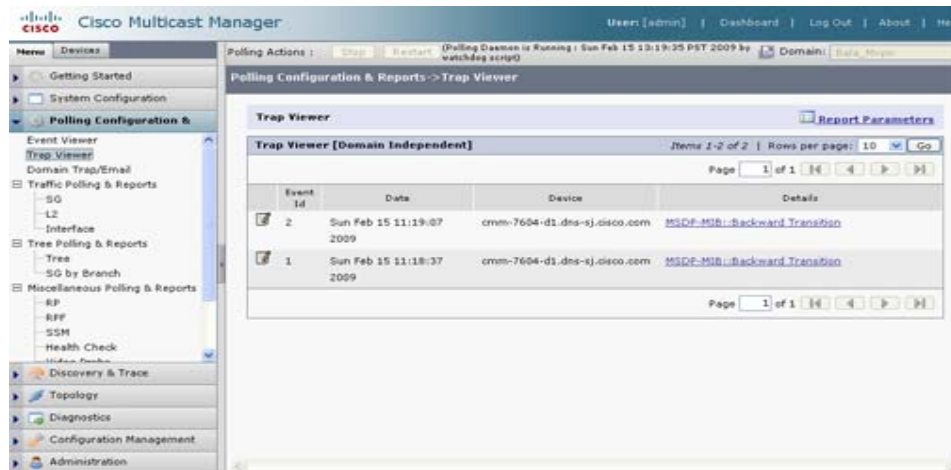 cisco
Cisco Multicast Manager
User: [admin] | Dashboard | Log Out | About |
Menu Devices
Polling Actions : Stop Restart (Polling Daemon is Running : Sun Feb 15 13:19:35 PST 2009 by watchdog script) Domain:
Getting Started
System Configuration
Polling Configuration &
Event Viewer
Trap Viewer
Domain Trap/Email
Traffic Polling & Reports
SG
L2
Interface
Tree Polling & Reports
Tree
SG by Branch
Miscellaneous Polling & Reports
RP
RPF
SSM
Health Check
Video Probe
Discovery & Trace
Topology
Diagnostics
Configuration Management
Administration
Polling Configuration & Reports->Trap Viewer
Trap Viewer Report Parameters
Trap Viewer [Domain Independent] Items 1-2 of 2 | Rows per page: 10 Go
Page 1 of 1
Event Id Date Device Details
2 Sun Feb 15 11:19:07 2009 cmm-7604-d1.dns-sj.cisco.com MSDP-MIB::Backward Transition
1 Sun Feb 15 11:18:37 2009 cmm-7604-d1.dns-sj.cisco.com MSDP-MIB::Backward Transition
Page 1 of 1